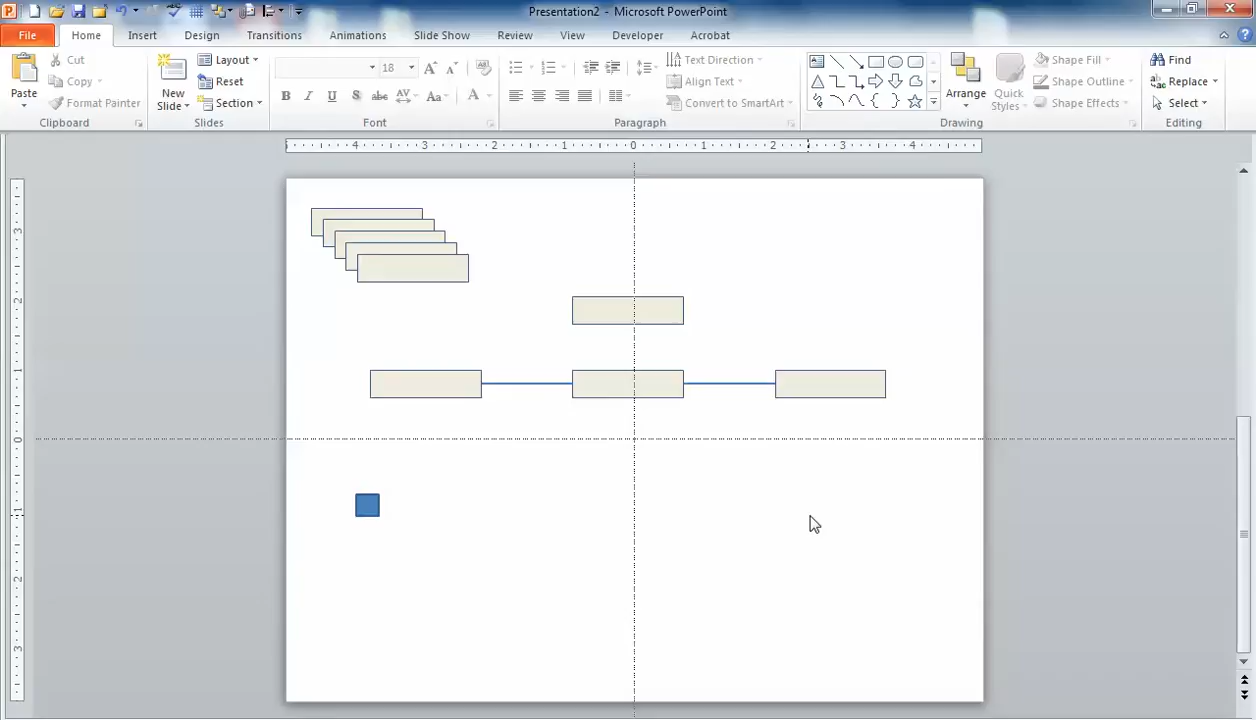 Presentation2 - Microsoft PowerPoint
File Home Insert Design Transitions Animations Slide Show Review View Developer Acrobat
Paste
Cut
Copy
Format Painter
Clipboard
New Slide
Layout
Reset
Section
Slides
18
B I U S abc AV Aa A
Font
Text Direction
Align Text
Convert to SmartArt
Paragraph
Arrange
Quick Styles
Shape Fill
Shape Outline
Shape Effects
Drawing
Find
Replace
Select
Editing
4 3 2 1 0 1 2 3 4
3
2
1
0
1
2
3